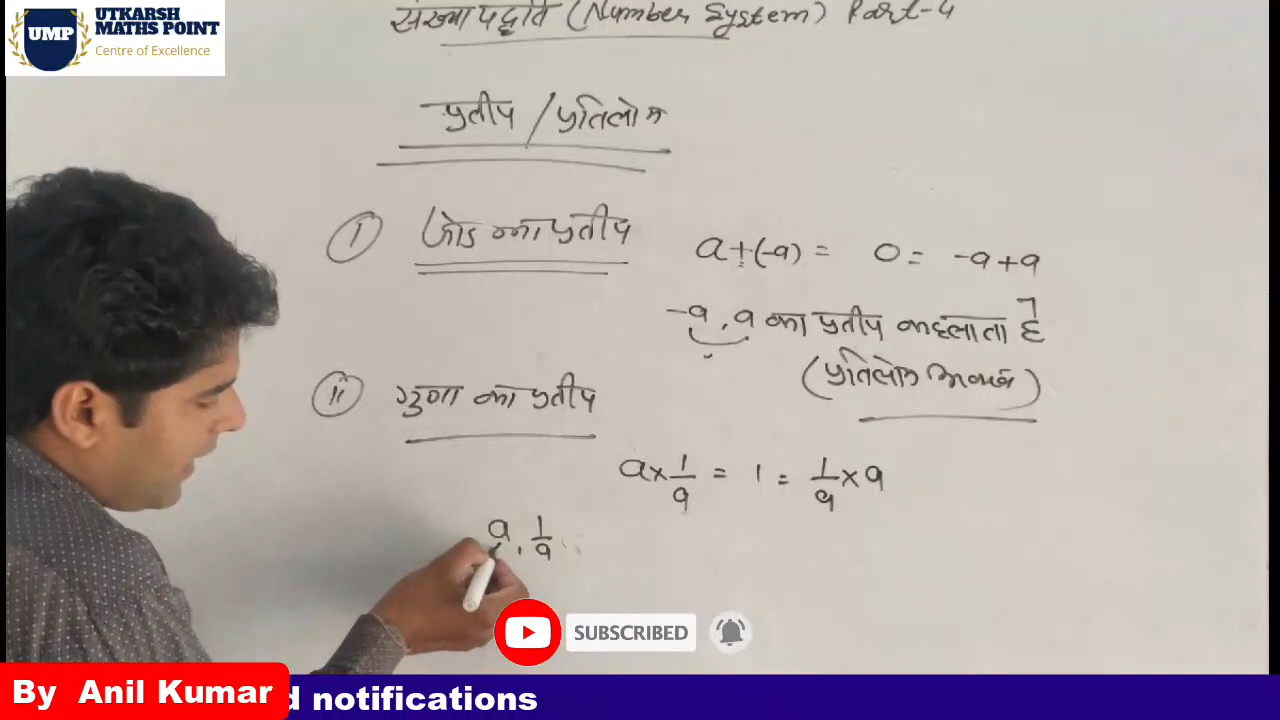 UTKARSH
MATHS POINT
UMP
Centre of Excellence
संख्या पद्धति (Number System) Part-4
प्रतीप / प्रतिलोम
(i) जोड का प्रतीप
a+(-a) = 0 = -a+a
-a, a का प्रतीप कहलाता है
(प्रतिलोम)
(ii) गुणा का प्रतीप
a × 1/a = 1 = 1/a × a
a, 1/a
SUBSCRIBED
By Anil Kumar
d notifications